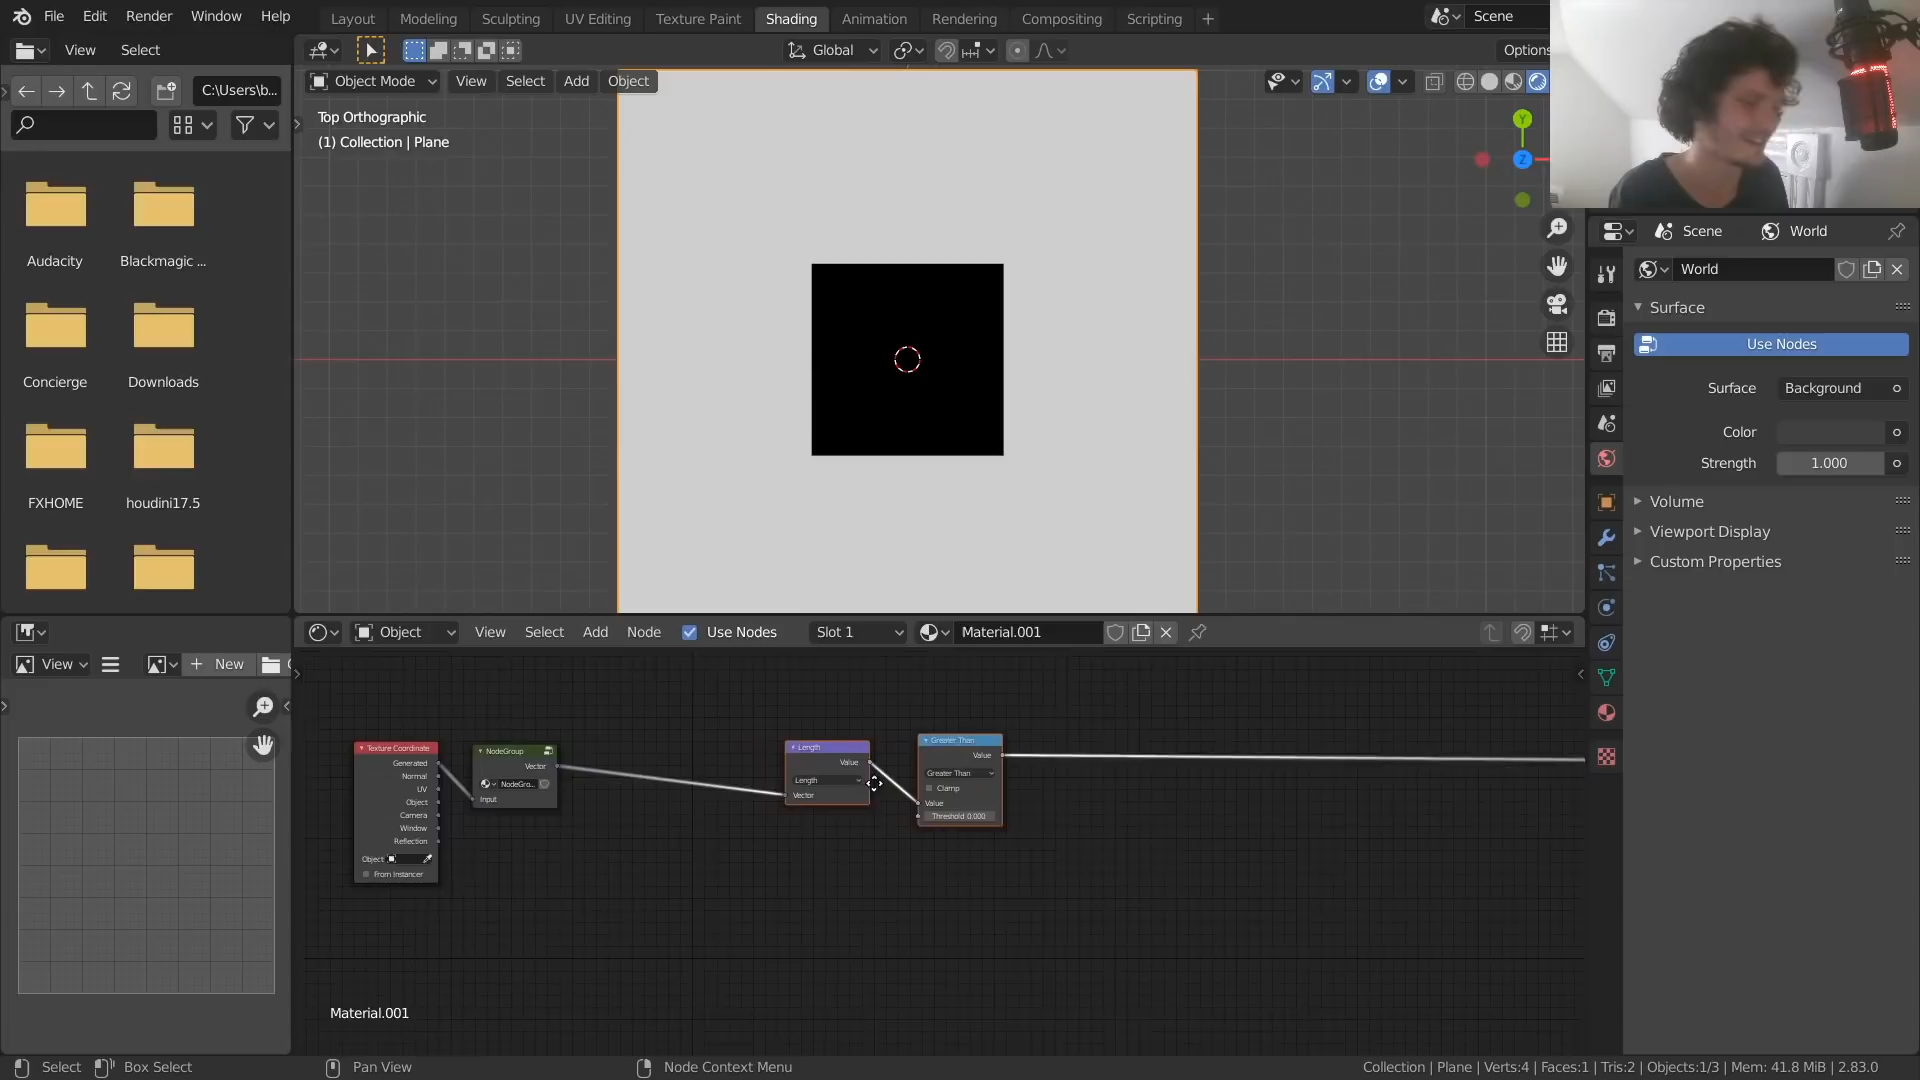 File Edit Render Window Help Layout Modeling Sculpting UV Editing Texture Paint Shading Animation Rendering Compositing Scripting + Scene
View Select Global Options
C:\Users\b... Object Mode View Select Add Object
Top Orthographic
(1) Collection | Plane
Y
Z
Audacity Blackmagic ...
Concierge Downloads
FXHOME houdini17.5
Scene World
World
Surface
Use Nodes
Surface Background
Color
Strength 1.000
Volume
Viewport Display
Custom Properties
Object View Select Add Node Use Nodes Slot 1 Material.001
View + New
Texture Coordinate
Generated
Normal
UV
Object
Camera
Window
Reflection
Object
From Instancer
NodeGroup
Vector
NodeGro...
Input
Length
Value
Length
Vector
Greater Than
Value
Greater Than
Clamp
Value
Threshold 0.000
Material.001
Select Box Select Pan View Node Context Menu Collection | Plane | Verts:4 | Faces:1 | Tris:2 | Objects:1/3 | Mem: 41.8 MiB | 2.83.0